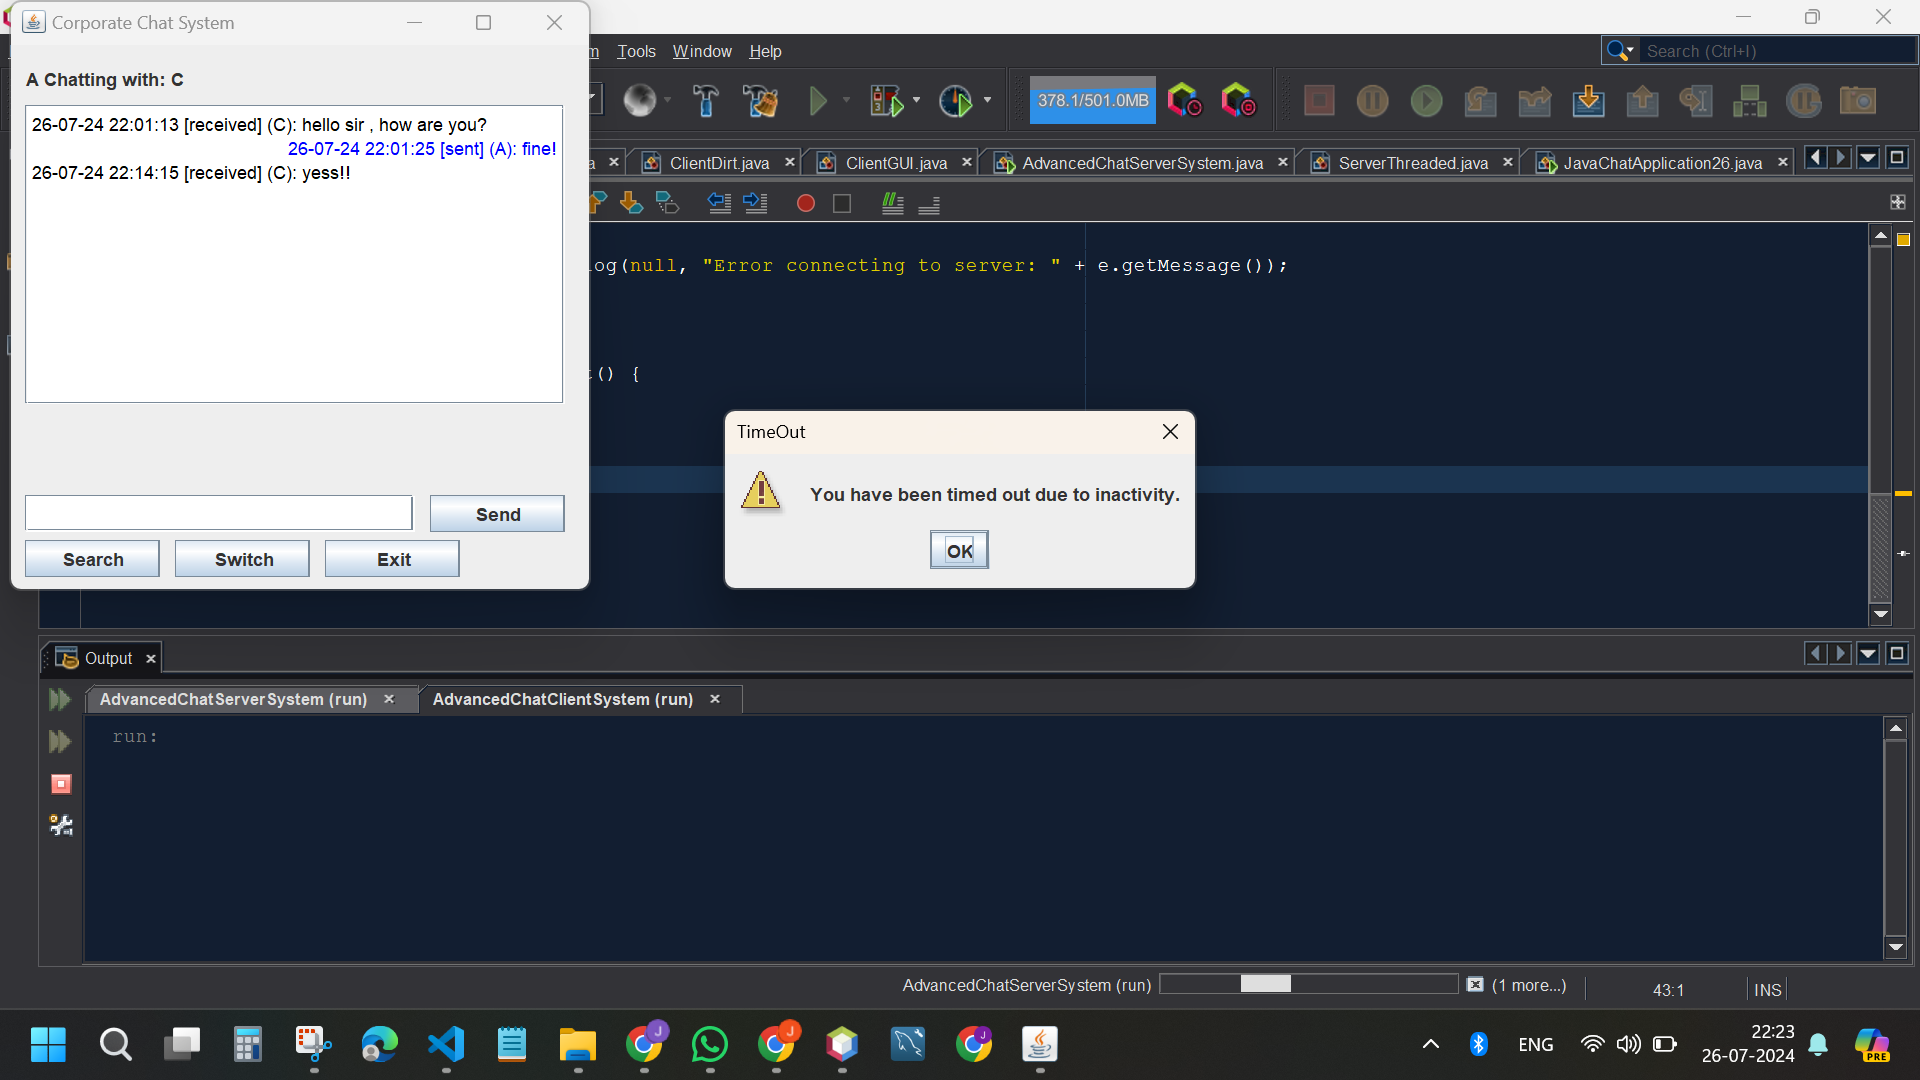 Corporate Chat System
A Chatting with: C
26-07-24 22:01:13 [received] (C): hello sir , how are you?
26-07-24 22:01:25 [sent] (A): fine!
26-07-24 22:14:15 [received] (C): yess!!
Send
Search Switch Exit
Tools Window Help
Search (Ctrl+I)
378.1/501.0MB
ClientDirt.java ClientGUI.java AdvancedChatServerSystem.java ServerThreaded.java JavaChatApplication26.java
og(null, "Error connecting to server: " + e.getMessage());
() {
TimeOut
You have been timed out due to inactivity.
OK
Output
AdvancedChatServerSystem (run) AdvancedChatClientSystem (run)
run:
AdvancedChatServerSystem (run) (1 more...) 43:1 INS
J J J ENG 22:23
26-07-2024
PRE